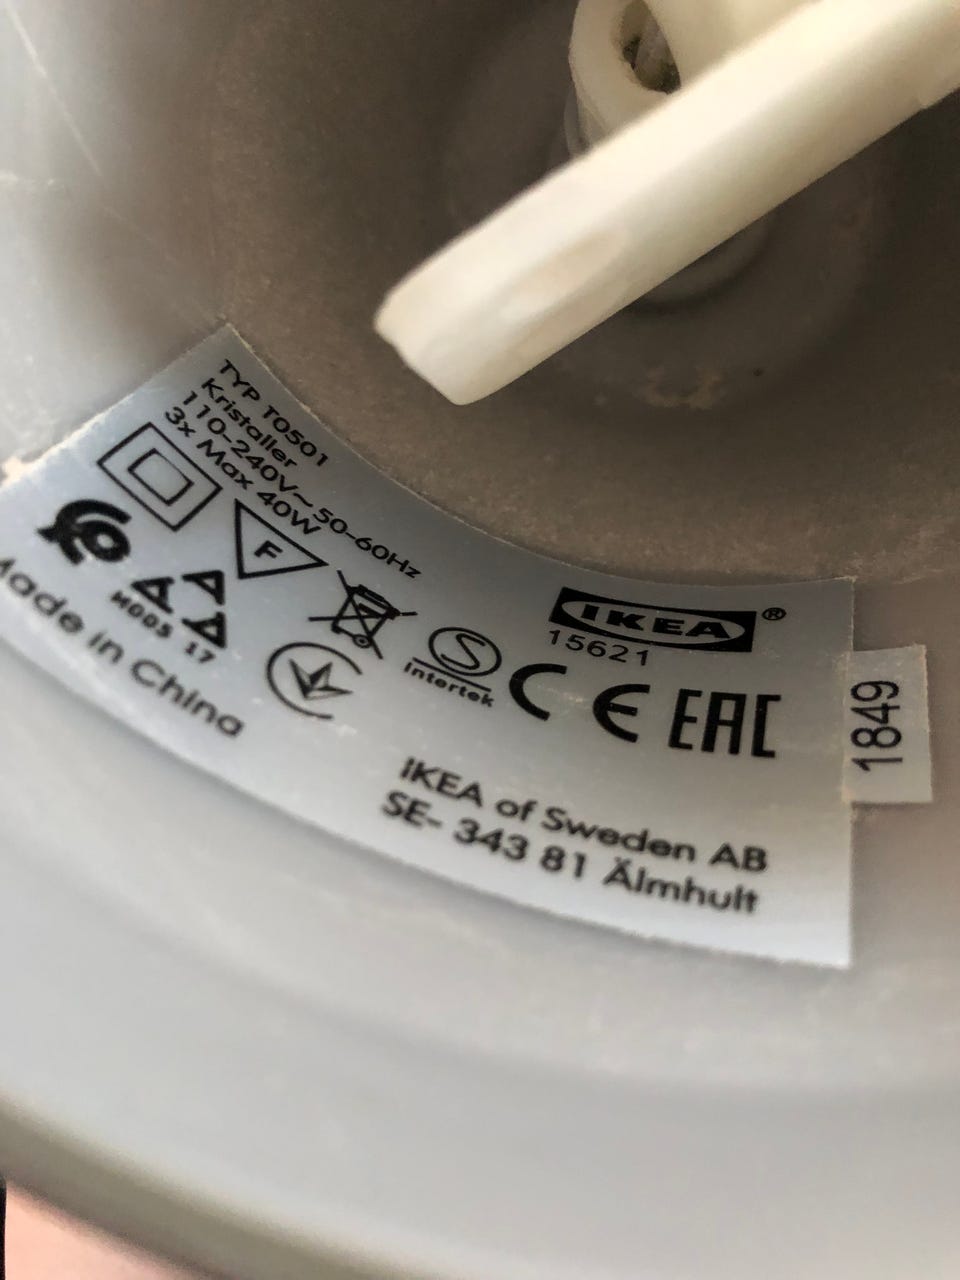 TYP T0501
Kristaller
110-240V~ 50-60Hz
3x Max 40W
F
M005 17
Made in China
S
Intertek
IKEA®
15621
CE EAC
IKEA of Sweden AB
SE- 343 81 Älmhult
1849